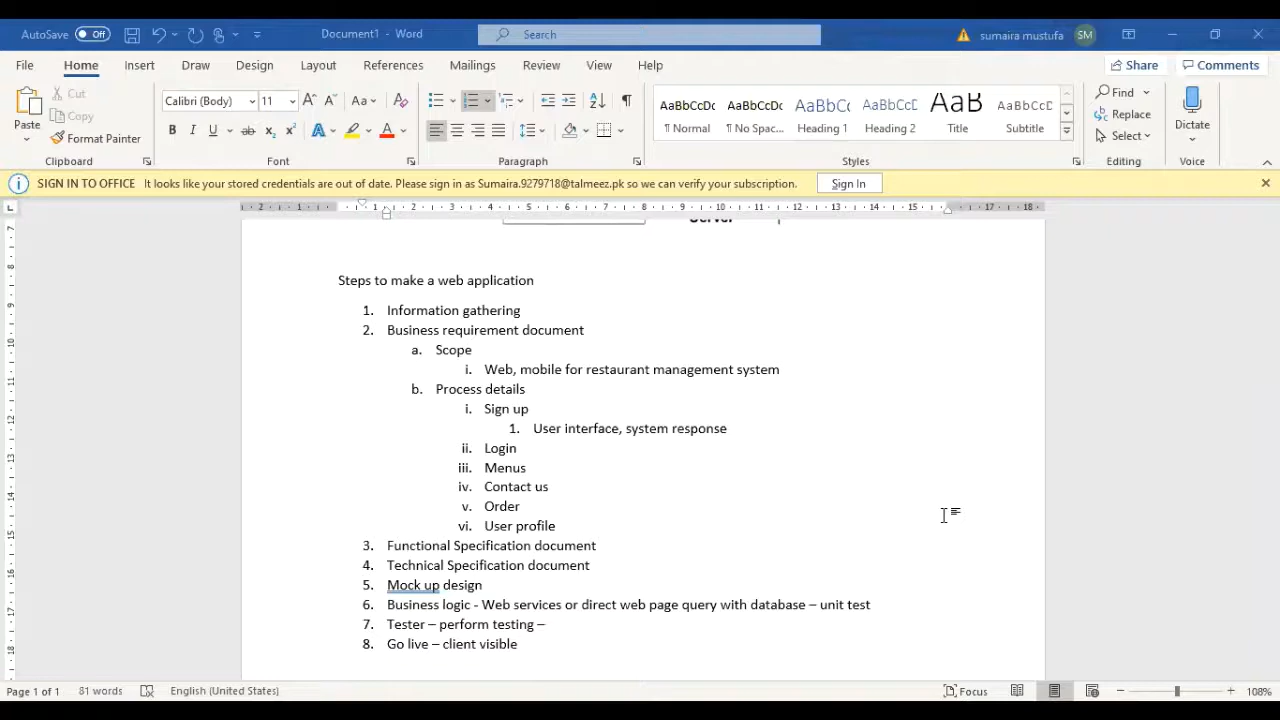 AutoSave Off Document1 - Word Search sumaira mustufa SM
File Home Insert Draw Design Layout References Mailings Review View Help Share Comments
Paste Cut Copy Format Painter Clipboard
Calibri (Body) 11 Font
Paragraph
AaBbCcDc AaBbCcDc AaBbCc AaBbCcD AaB AaBbCcD
¶ Normal ¶ No Spac... Heading 1 Heading 2 Title Subtitle
Styles
Find Replace Select Editing
Dictate Voice
SIGN IN TO OFFICE It looks like your stored credentials are out of date. Please sign in as Sumaira.9279718@talmeez.pk so we can verify your subscription. Sign In
Server
Steps to make a web application
1. Information gathering
2. Business requirement document
a. Scope
i. Web, mobile for restaurant management system
b. Process details
i. Sign up
1. User interface, system response
ii. Login
iii. Menus
iv. Contact us
v. Order
vi. User profile
3. Functional Specification document
4. Technical Specification document
5. Mock up design
6. Business logic - Web services or direct web page query with database – unit test
7. Tester – perform testing –
8. Go live – client visible
Page 1 of 1 81 words English (United States) Focus 108%